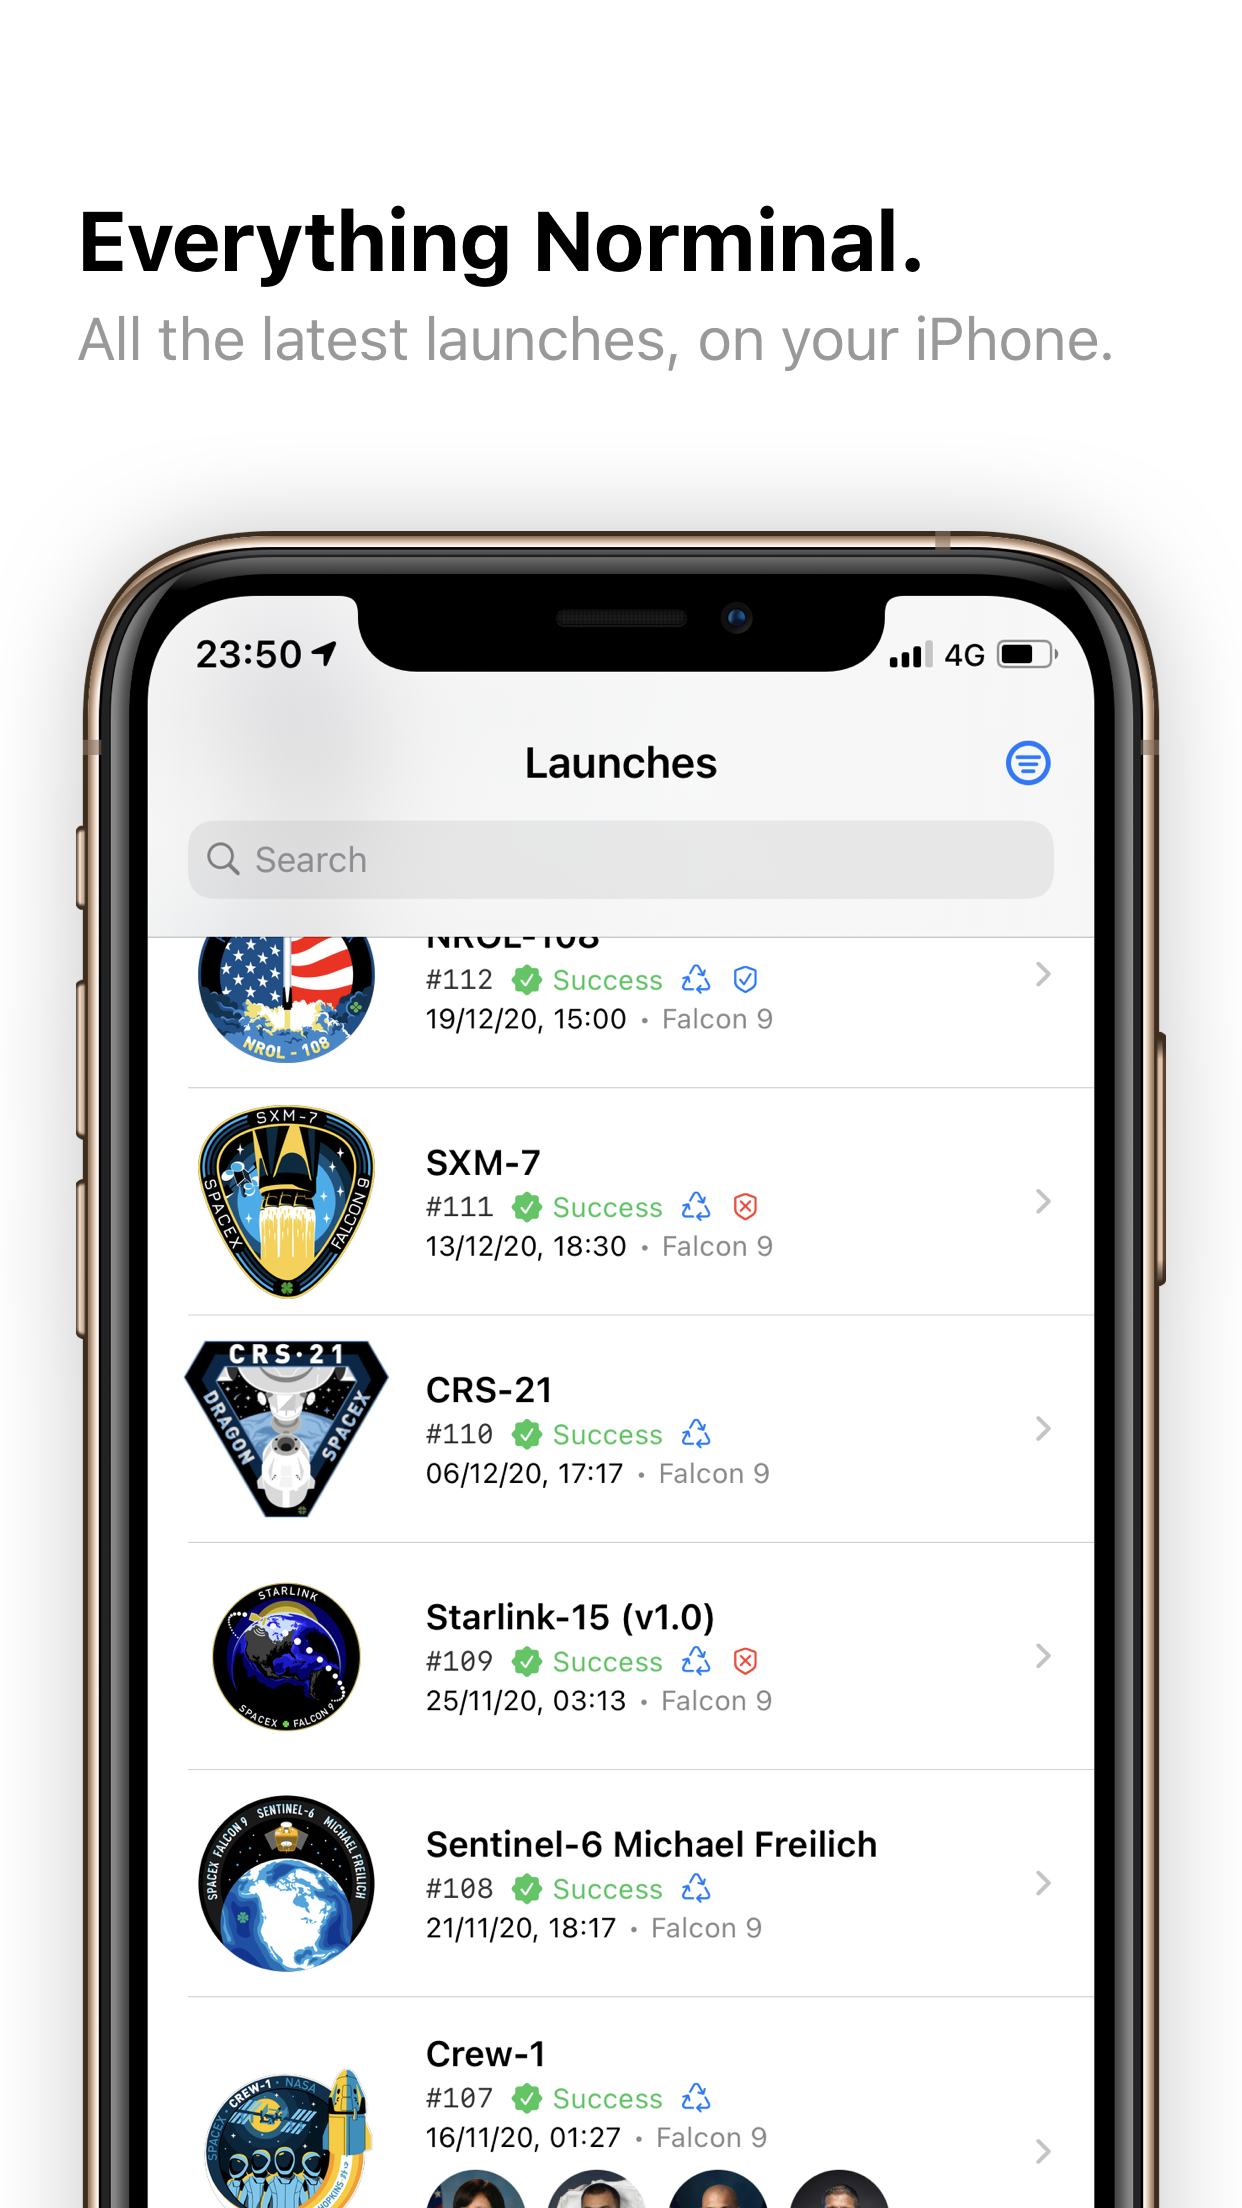 Everything Norminal.
All the latest launches, on your iPhone.
23:50
4G
Launches
Search
NROL-108
#112 Success
19/12/20, 15:00 • Falcon 9
NROL - 108
SXM-7
SPACEX
FALCON 9
SXM-7
#111 Success
13/12/20, 18:30 • Falcon 9
CRS·21
DRAGON
SPACEX
CRS-21
#110 Success
06/12/20, 17:17 • Falcon 9
STARLINK
SPACEX FALCON 9
Starlink-15 (v1.0)
#109 Success
25/11/20, 03:13 • Falcon 9
SPACEX FALCON 9 SENTINEL-6 MICHAEL FREILICH
Sentinel-6 Michael Freilich
#108 Success
21/11/20, 18:17 • Falcon 9
Crew-1
#107 Success
16/11/20, 01:27 • Falcon 9
SPACEX · CREW-1 · NASA